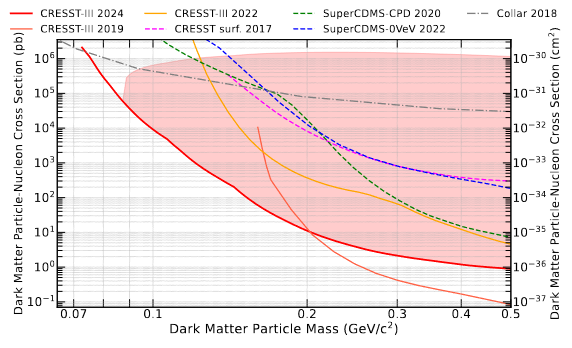 CRESST-III 2024 CRESST-III 2022 SuperCDMS-CPD 2020 Collar 2018
CRESST-III 2019 CRESST surf. 2017 SuperCDMS-0VeV 2022
Dark Matter Particle-Nucleon Cross Section (pb)
10⁶
10⁵
10⁴
10³
10²
10¹
10⁰
10⁻¹
10⁻³⁰
10⁻³¹
10⁻³²
10⁻³³
10⁻³⁴
10⁻³⁵
10⁻³⁶
10⁻³⁷
Dark Matter Particle-Nucleon Cross Section (cm²)
0.07 0.1 0.2 0.3 0.4 0.5
Dark Matter Particle Mass (GeV/c²)